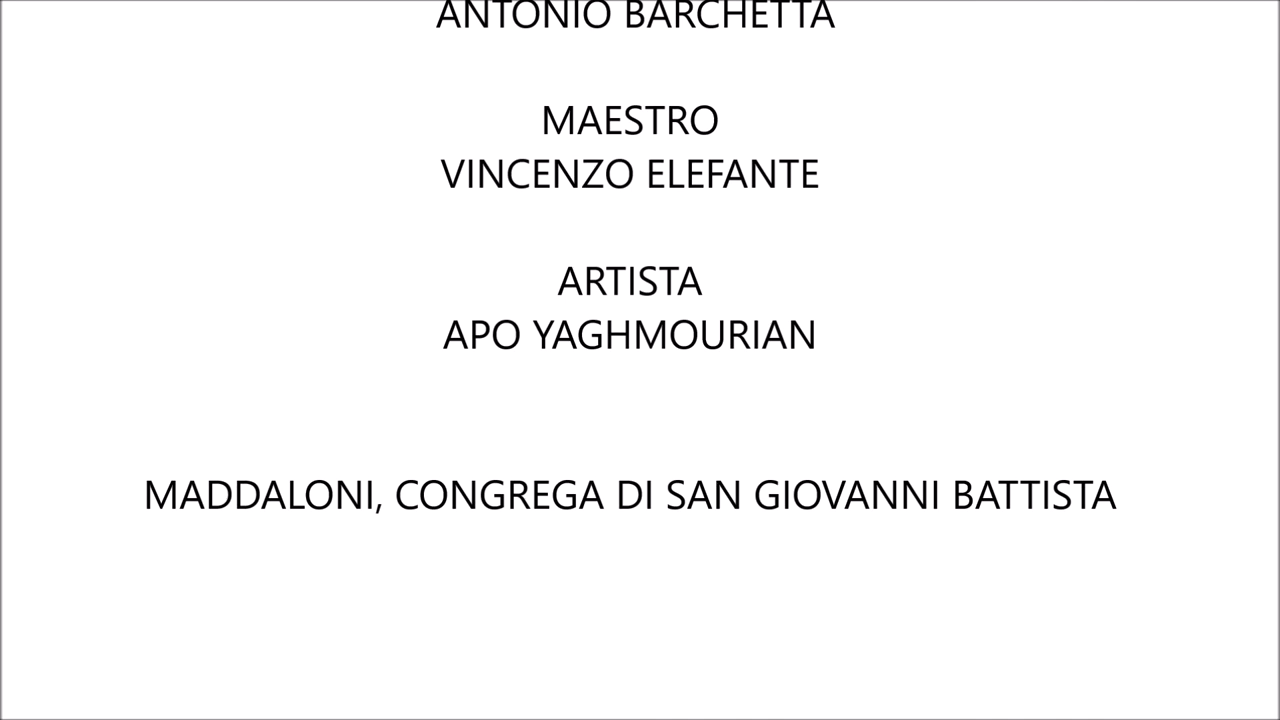 ANTONIO BARCHETTA
MAESTRO
VINCENZO ELEFANTE
ARTISTA
APO YAGHMOURIAN
MADDALONI, CONGREGA DI SAN GIOVANNI BATTISTA